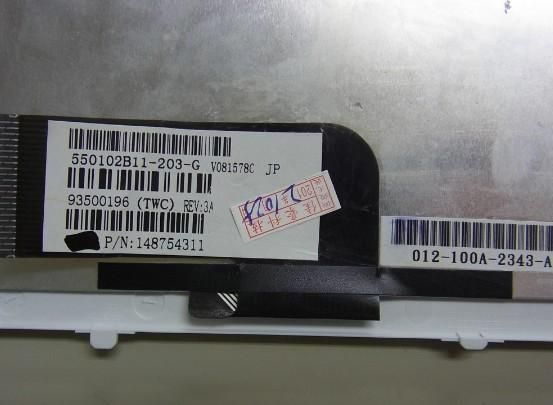 550102B11-203-G V081578C JP
93500196 (TWC) REV:3A
P/N:148754311
012-100A-2343-A